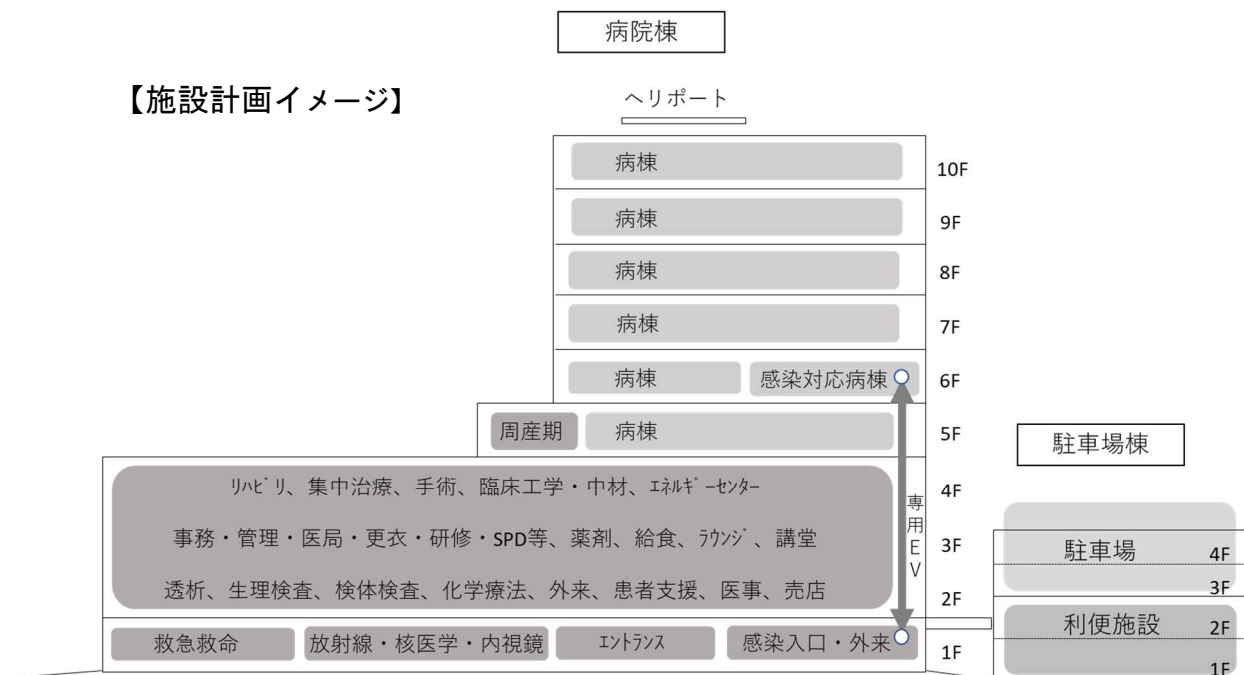 病院棟
【施設計画イメージ】
ヘリポート
病棟
10F
病棟
9F
病棟
8F
病棟
7F
病棟
感染対応病棟
6F
周産期
病棟
5F
駐車場棟
ﾘﾊﾋﾞﾘ、集中治療、手術、臨床工学・中材、ｴﾈﾙｷﾞｰｾﾝﾀｰ
4F
専用EV
事務・管理・医局・更衣・研修・SPD等、薬剤、給食、ﾗｳﾝｼﾞ、講堂
3F
駐車場
4F
3F
透析、生理検査、検体検査、化学療法、外来、患者支援、医事、売店
2F
利便施設
2F
救急救命
放射線・核医学・内視鏡
ｴﾝﾄﾗﾝｽ
感染入口・外来
1F
1F